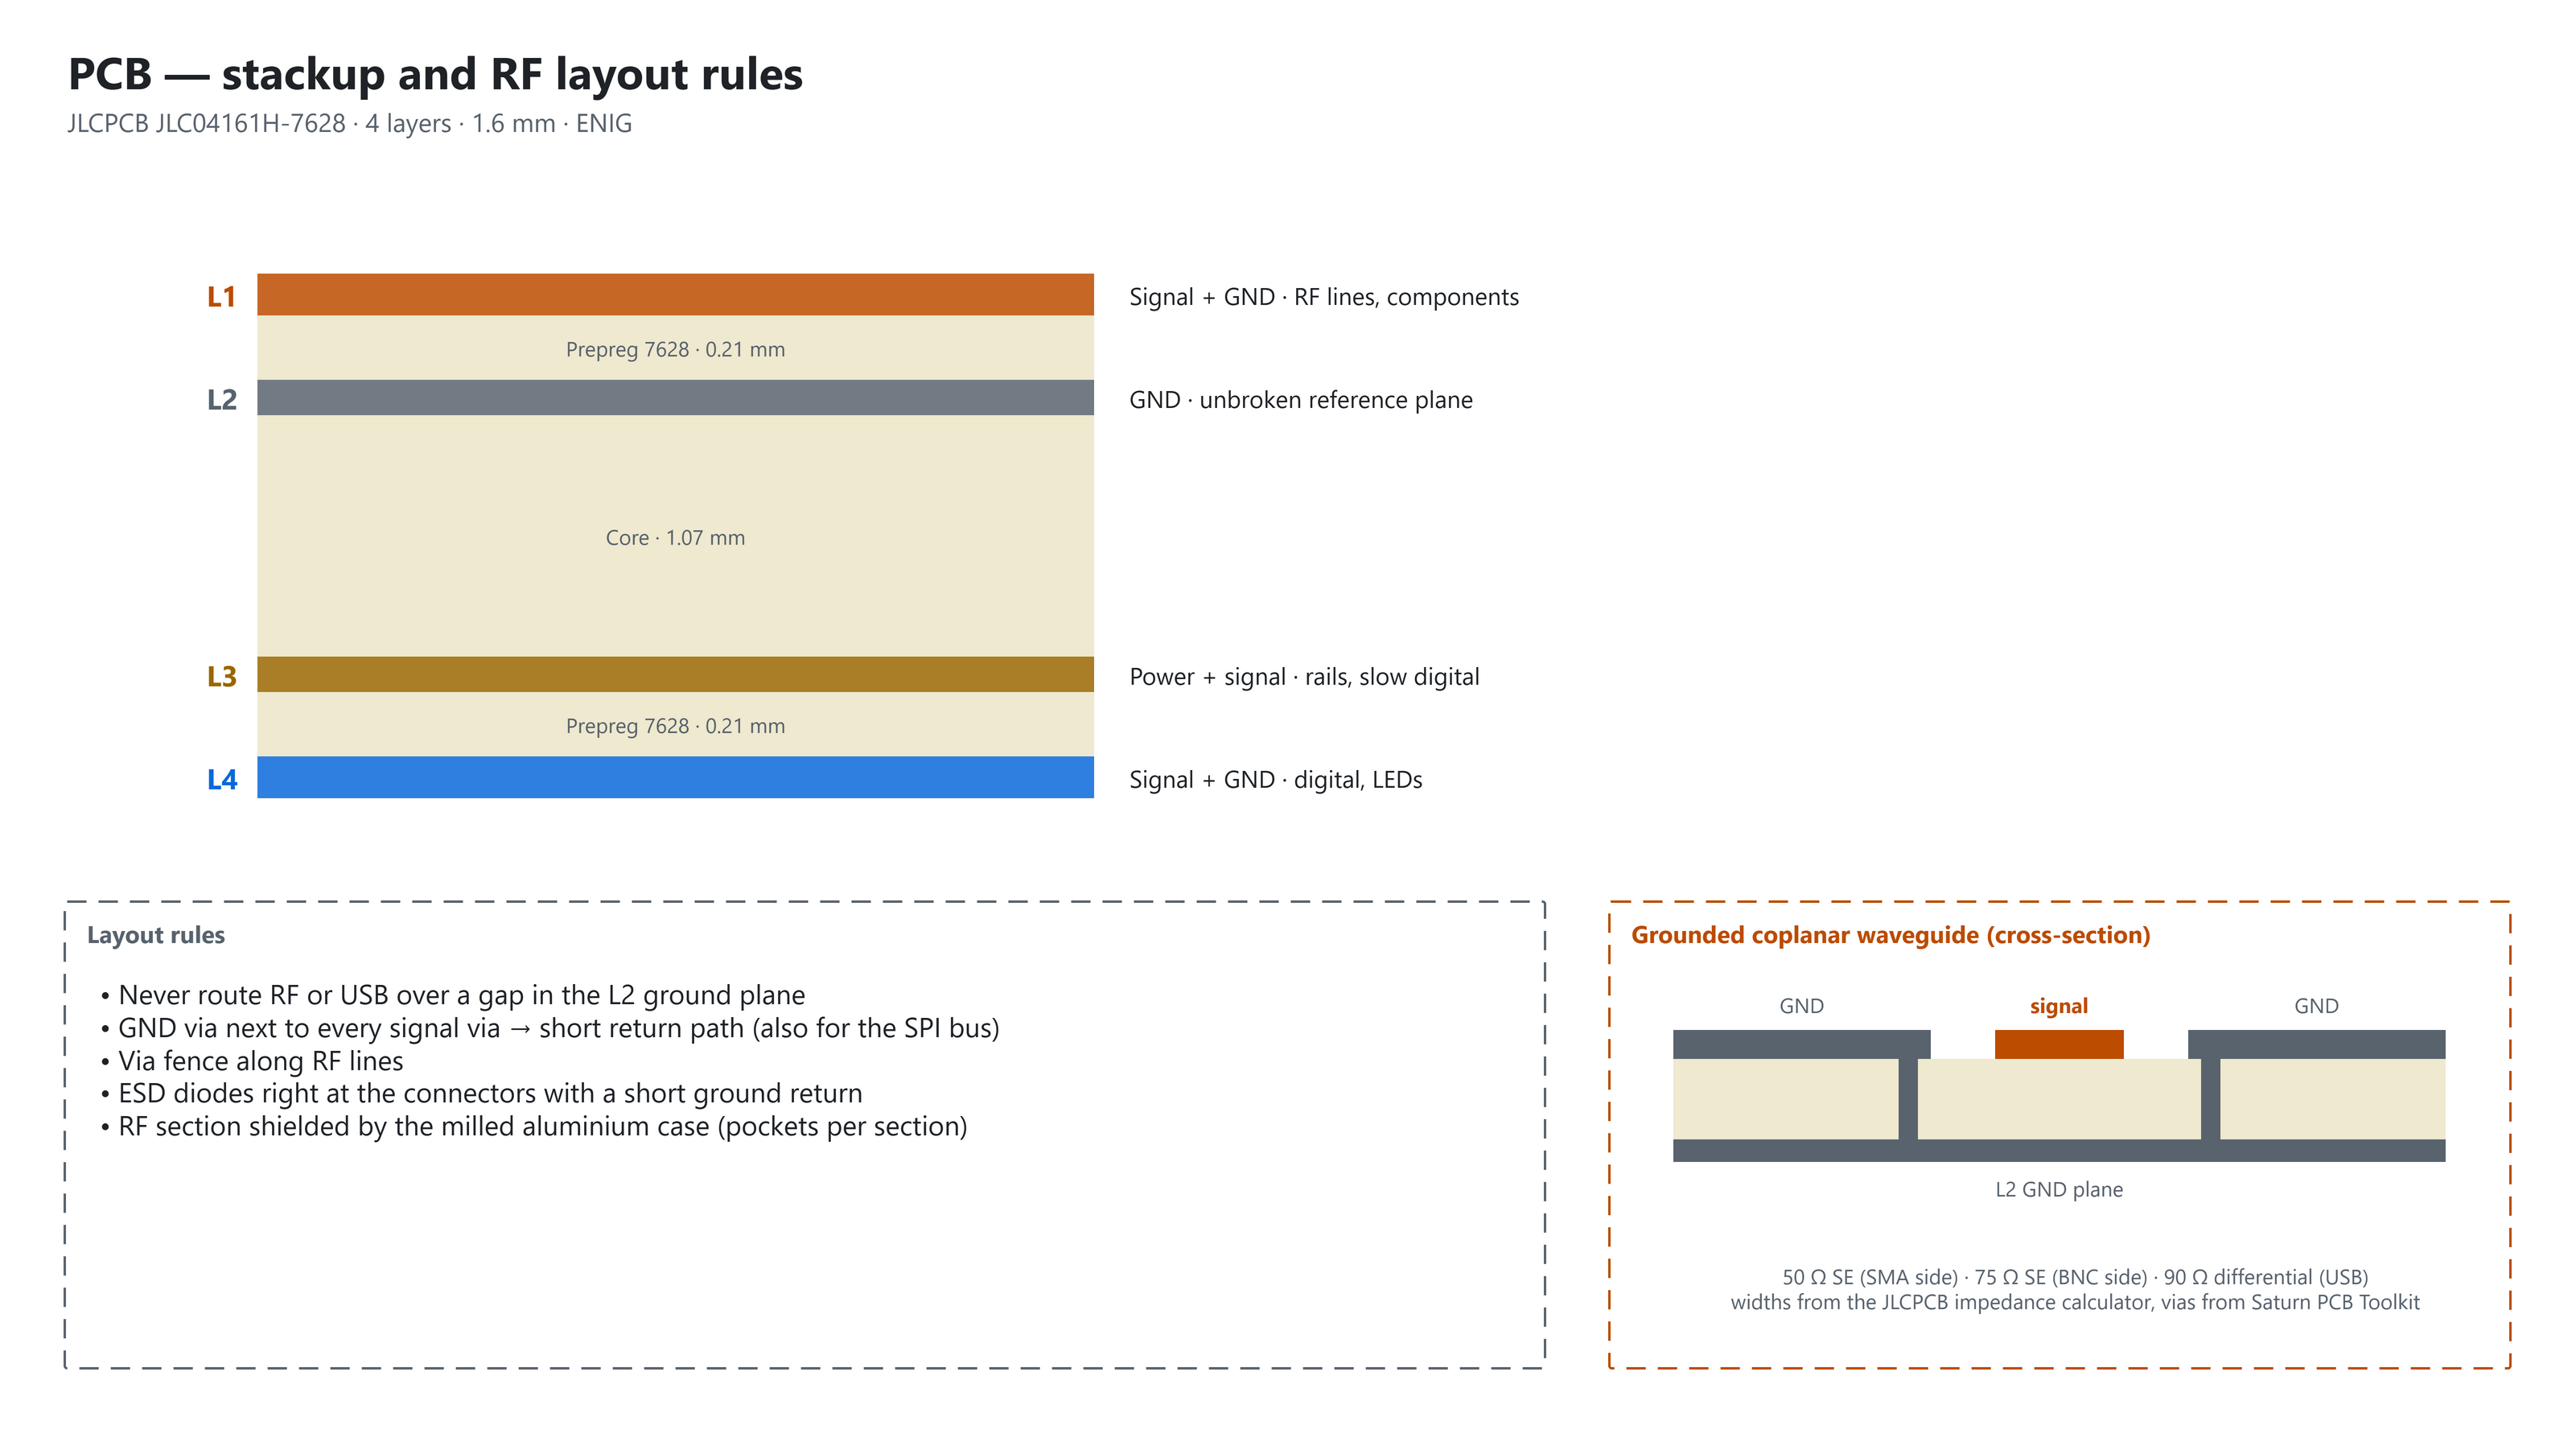 PCB — stackup and RF layout rules
JLCPCB JLC04161H-7628 · 4 layers · 1.6 mm · ENIG
L1
Signal + GND · RF lines, components
Prepreg 7628 · 0.21 mm
L2
GND · unbroken reference plane
Core · 1.07 mm
L3
Power + signal · rails, slow digital
Prepreg 7628 · 0.21 mm
L4
Signal + GND · digital, LEDs
Layout rules
• Never route RF or USB over a gap in the L2 ground plane
• GND via next to every signal via → short return path (also for the SPI bus)
• Via fence along RF lines
• ESD diodes right at the connectors with a short ground return
• RF section shielded by the milled aluminium case (pockets per section)
Grounded coplanar waveguide (cross-section)
GND signal GND
L2 GND plane
50 Ω SE (SMA side) · 75 Ω SE (BNC side) · 90 Ω differential (USB)
widths from the JLCPCB impedance calculator, vias from Saturn PCB Toolkit